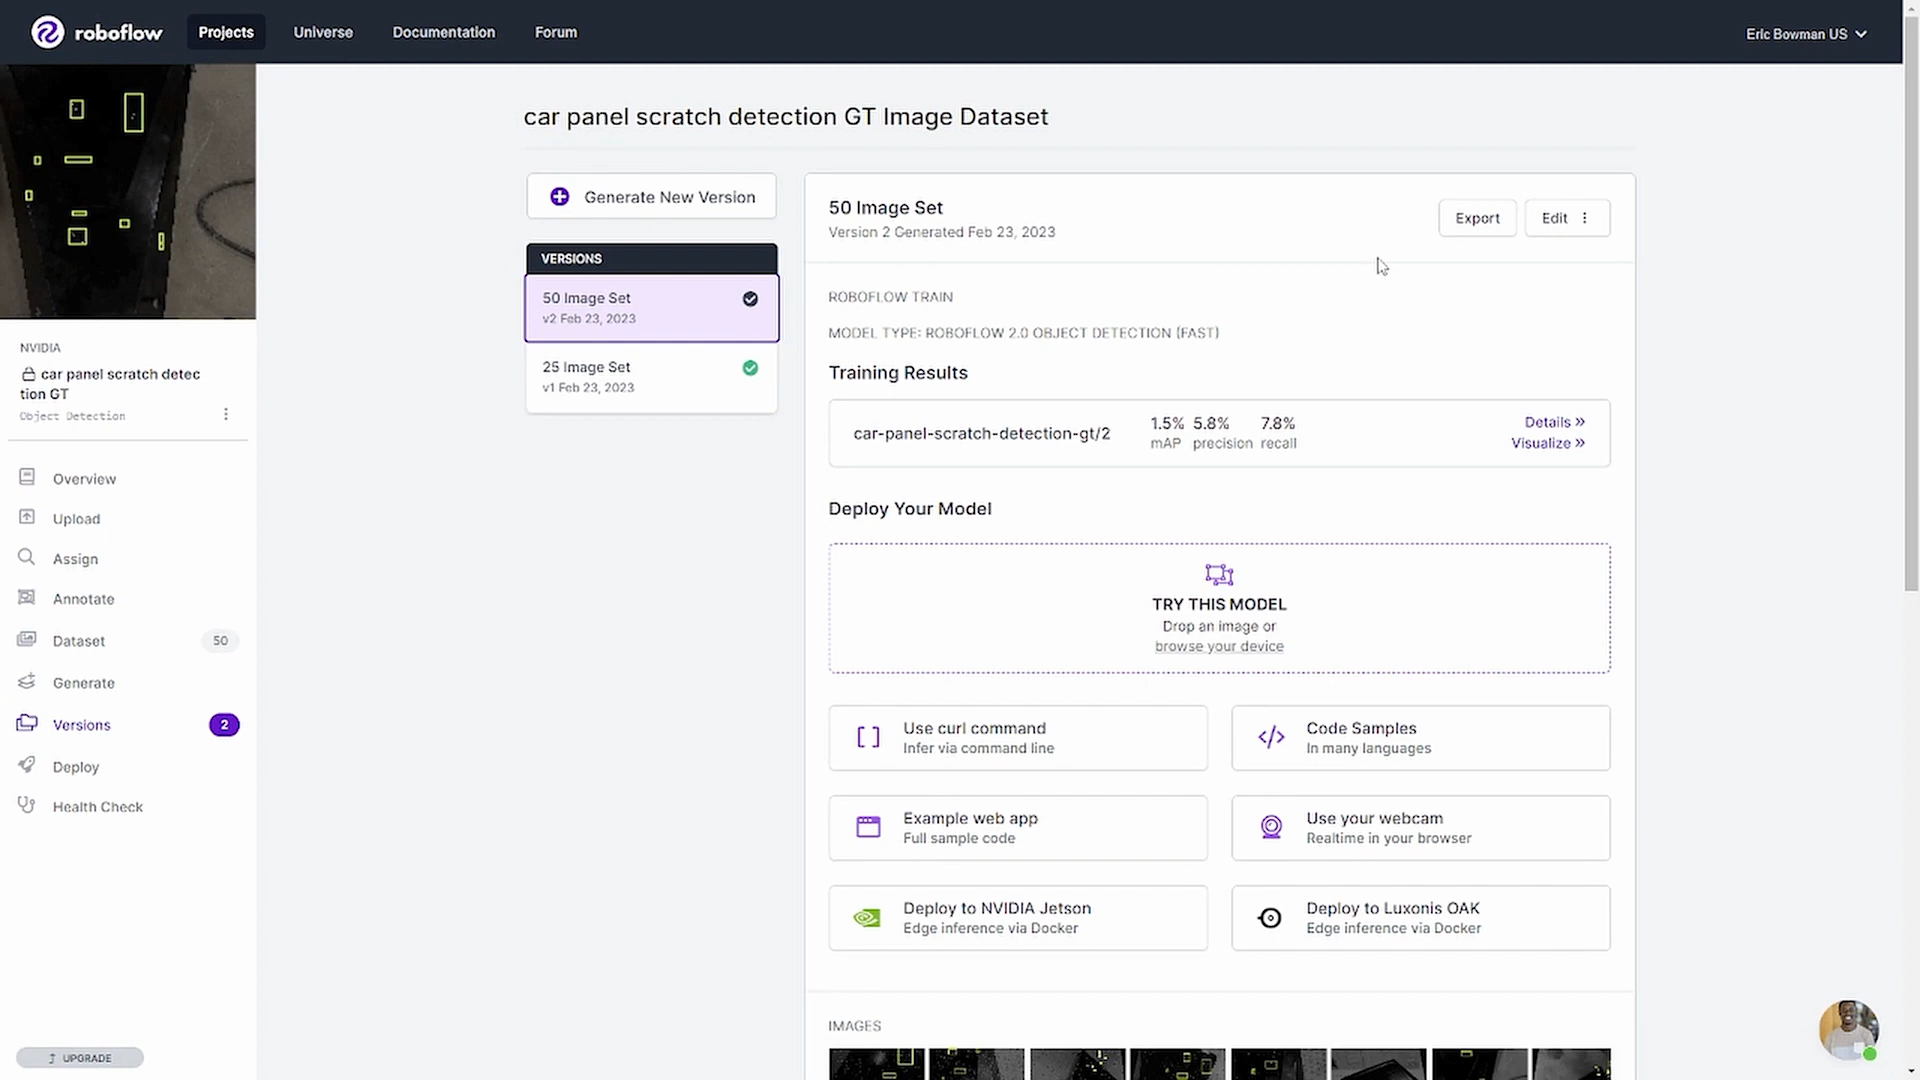 roboflow
Projects
Universe
Documentation
Forum
Eric Bowman US
car panel scratch detection GT Image Dataset
NVIDIA
car panel scratch detec
tion GT
Object Detection
Overview
Upload
Assign
Annotate
Dataset 50
Generate
Versions 2
Deploy
Health Check
UPGRADE
Generate New Version
VERSIONS
50 Image Set
v2 Feb 23, 2023
25 Image Set
v1 Feb 23, 2023
50 Image Set
Version 2 Generated Feb 23, 2023
Export
Edit
ROBOFLOW TRAIN
MODEL TYPE: ROBOFLOW 2.0 OBJECT DETECTION (FAST)
Training Results
car-panel-scratch-detection-gt/2
1.5% 5.8% 7.8%
mAP precision recall
Details »
Visualize »
Deploy Your Model
TRY THIS MODEL
Drop an image or
browse your device
Use curl command
Infer via command line
Code Samples
In many languages
Example web app
Full sample code
Use your webcam
Realtime in your browser
Deploy to NVIDIA Jetson
Edge inference via Docker
Deploy to Luxonis OAK
Edge inference via Docker
IMAGES